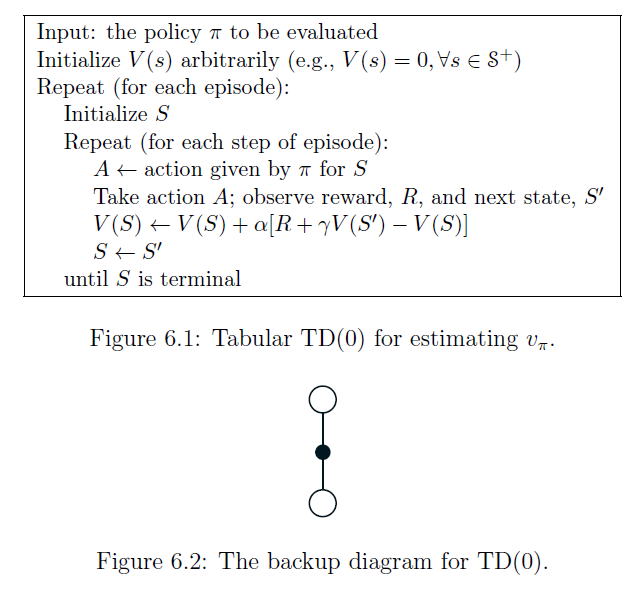 Input: the policy π to be evaluated
Initialize V(s) arbitrarily (e.g., V(s) = 0, ∀s ∈ 𝒮⁺)
Repeat (for each episode):
Initialize S
Repeat (for each step of episode):
A ← action given by π for S
Take action A; observe reward, R, and next state, S′
V(S) ← V(S) + α[R + γV(S′) − V(S)]
S ← S′
until S is terminal
Figure 6.1: Tabular TD(0) for estimating vπ.
Figure 6.2: The backup diagram for TD(0).